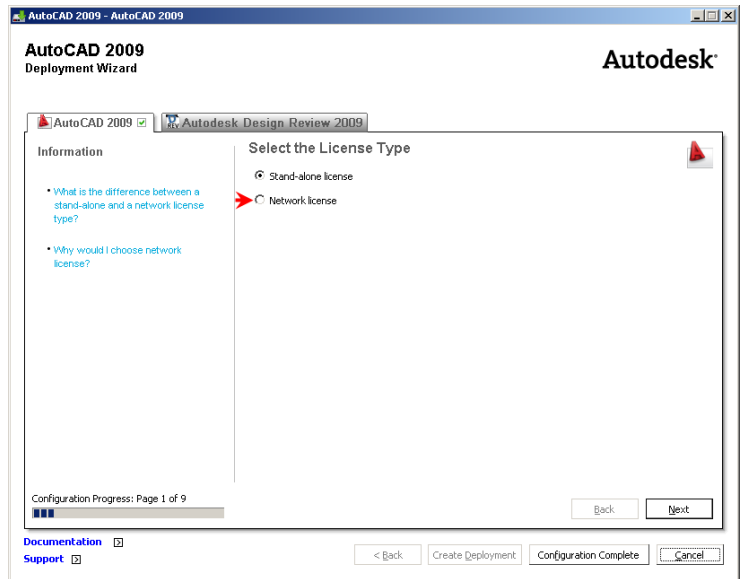 AutoCAD 2009 - AutoCAD 2009
AutoCAD 2009
Deployment Wizard
Autodesk
AutoCAD 2009
Autodesk Design Review 2009
Information
Select the License Type
Stand-alone license
Network license
• What is the difference between a
stand-alone and a network license
type?
• Why would I choose network
license?
Configuration Progress: Page 1 of 9
Back
Next
Documentation
Support
< Back
Create Deployment
Configuration Complete
Cancel